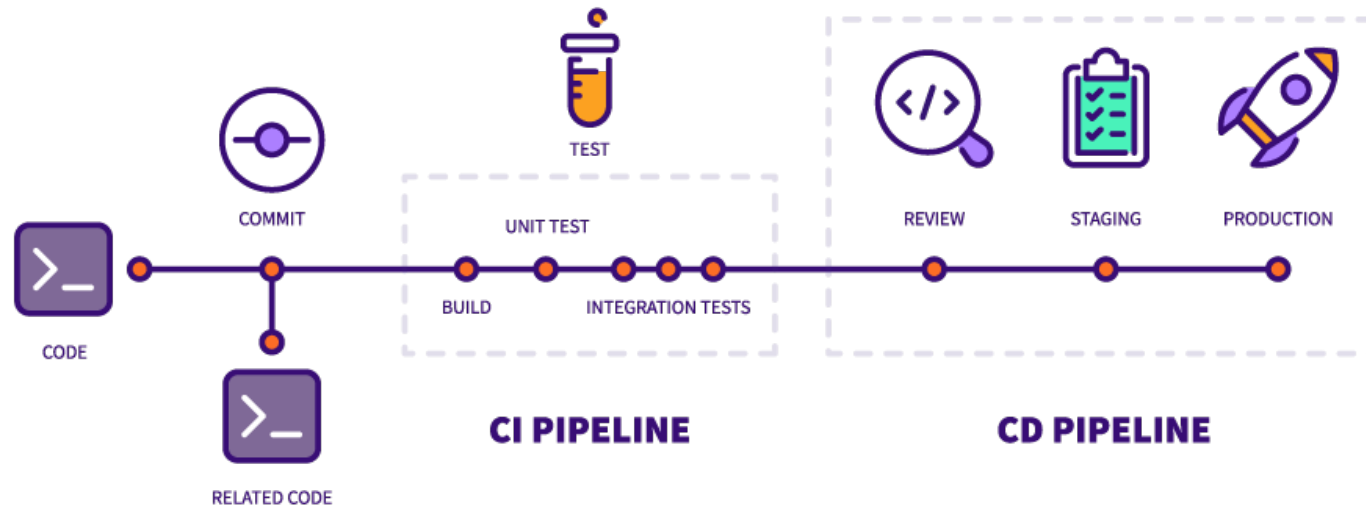 CODE
COMMIT
RELATED CODE
TEST
UNIT TEST
BUILD
INTEGRATION TESTS
CI PIPELINE
REVIEW
STAGING
PRODUCTION
CD PIPELINE